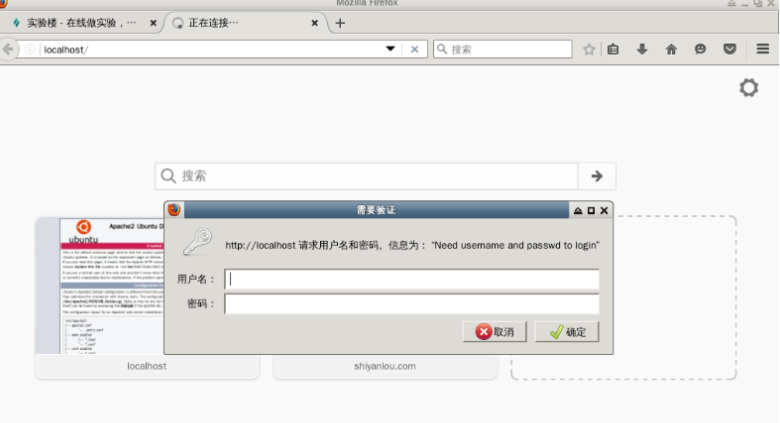 Mozilla Firefox
实验楼 - 在线做实验，…
正在连接…
localhost/
搜索
搜索
需要验证
http://localhost 请求用户名和密码。信息为： “Need username and passwd to login”
用户名：
密码：
取消
确定
Apache2 Ubuntu D
ubuntu
localhost
shiyanlou.com